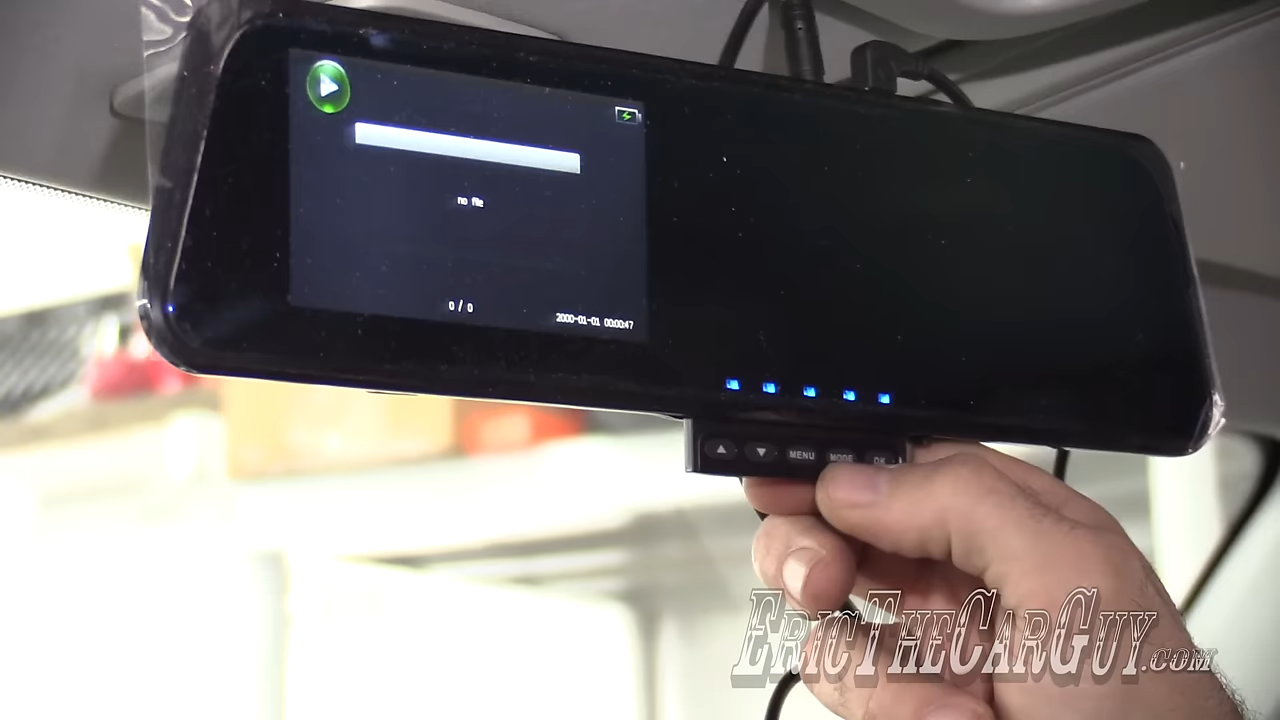 no file
0 / 0
2000-01-01 00:00:47
MENU MODE OK
EricTheCarGuy.com